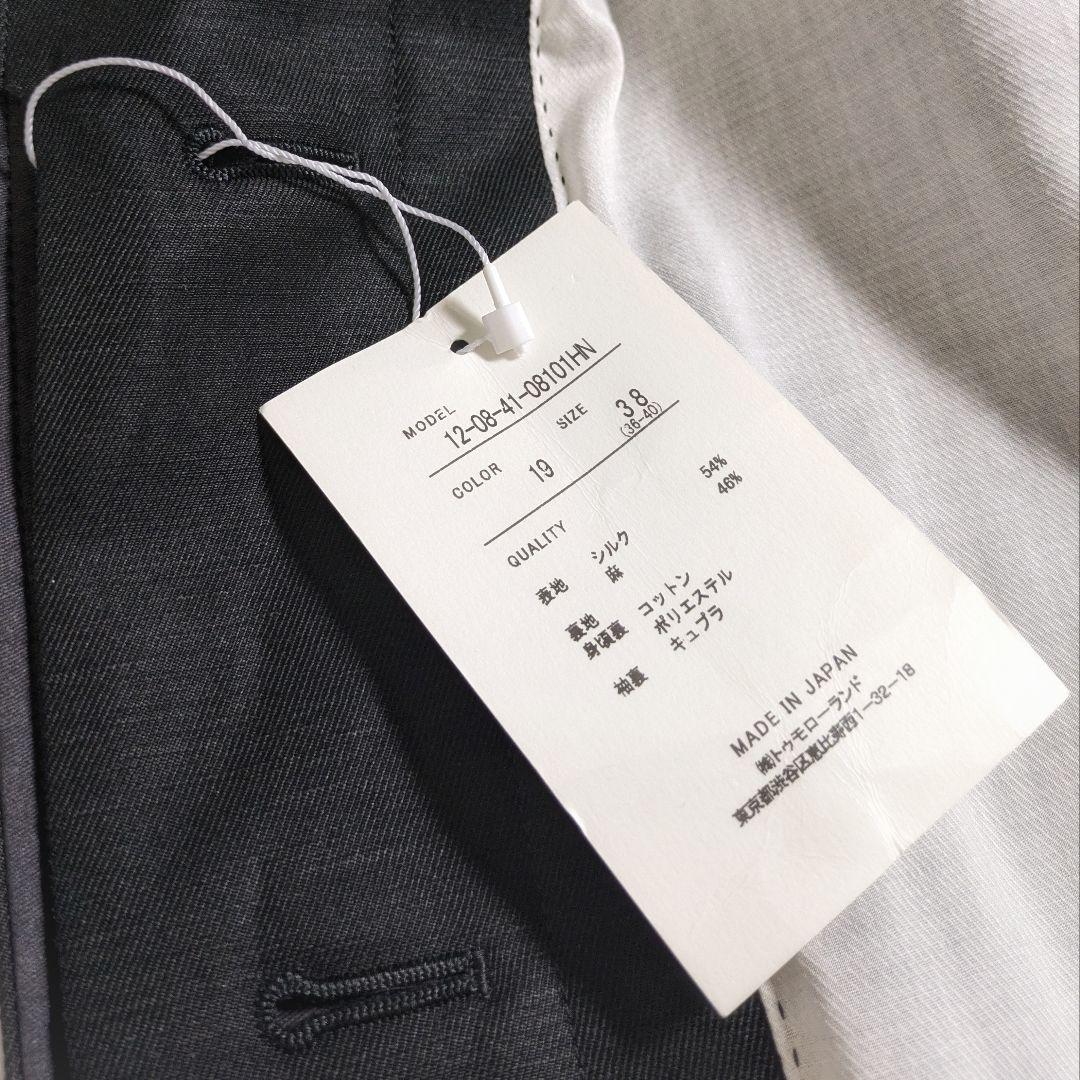 MODEL
12-08-41-08101HN
COLOR 19 SIZE 38
(36-40)
QUALITY
表地 シルク 54%
麻 46%
裏地
身頃裏 コットン
ポリエステル
袖裏 キュプラ
MADE IN JAPAN
㈱トゥモローランド
東京都渋谷区恵比寿西1-32-18